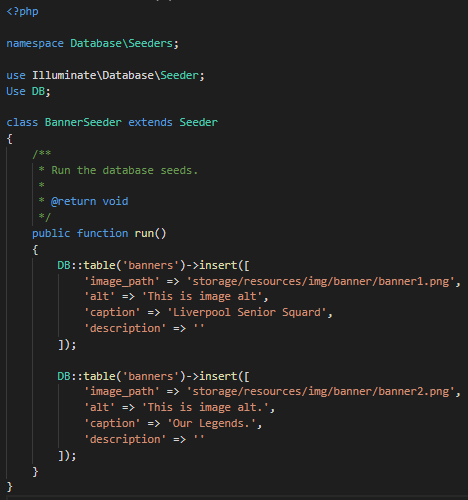 <?php

namespace Database\Seeders;

use Illuminate\Database\Seeder;
Use DB;

class BannerSeeder extends Seeder
{
    /**
     * Run the database seeds.
     *
     * @return void
     */
    public function run()
    {
        DB::table('banners')->insert([
            'image_path' => 'storage/resources/img/banner/banner1.png',
            'alt' => 'This is image alt',
            'caption' => 'Liverpool Senior Squard',
            'description' => ''
        ]);

        DB::table('banners')->insert([
            'image_path' => 'storage/resources/img/banner/banner2.png',
            'alt' => 'This is image alt.',
            'caption' => 'Our Legends.',
            'description' => ''
        ]);
    }
}